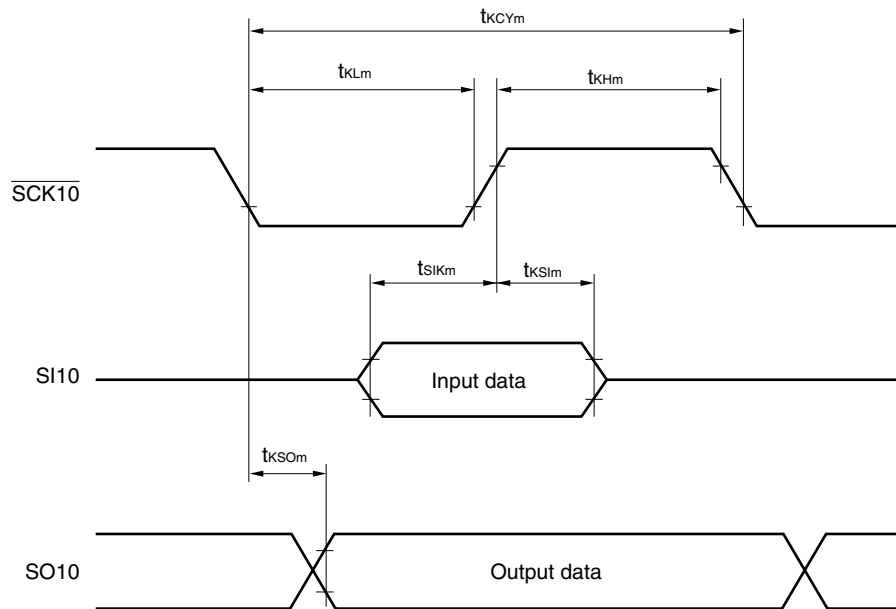 tKCYm
tKLm
tKHm
SCK10
tSIKm
tKSIm
SI10
Input data
tKSOm
SO10
Output data